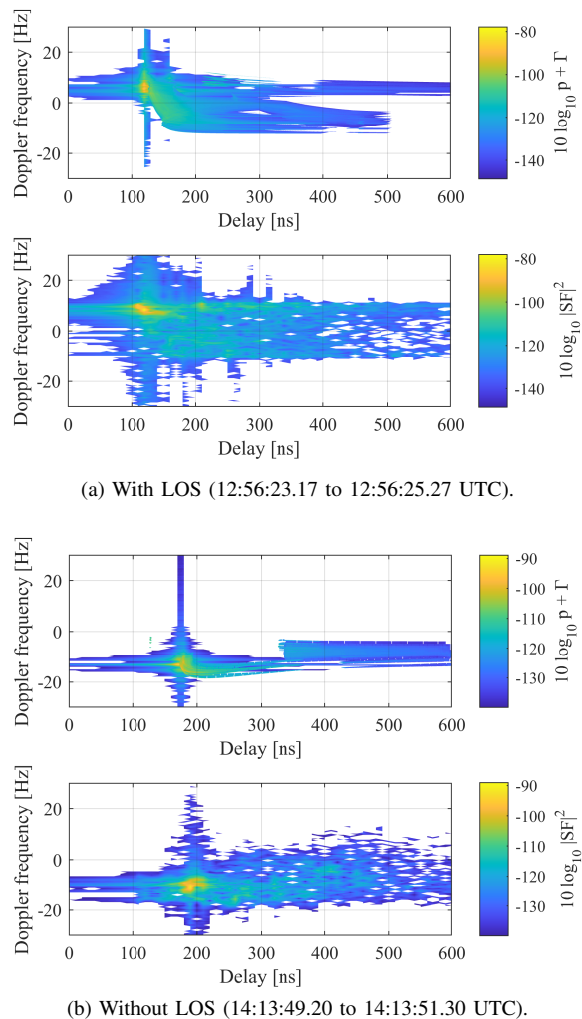 20
0
-20
Doppler frequency [Hz]
0 100 200 300 400 500 600
Delay [ns]
-80
-100
-120
-140
10 log10 p + Γ
20
0
-20
Doppler frequency [Hz]
0 100 200 300 400 500 600
Delay [ns]
-80
-100
-120
-140
10 log10 |SF|²
(a) With LOS (12:56:23.17 to 12:56:25.27 UTC).
20
0
-20
Doppler frequency [Hz]
0 100 200 300 400 500 600
Delay [ns]
-90
-100
-110
-120
-130
10 log10 p + Γ
20
0
-20
Doppler frequency [Hz]
0 100 200 300 400 500 600
Delay [ns]
-90
-100
-110
-120
-130
10 log10 |SF|²
(b) Without LOS (14:13:49.20 to 14:13:51.30 UTC).